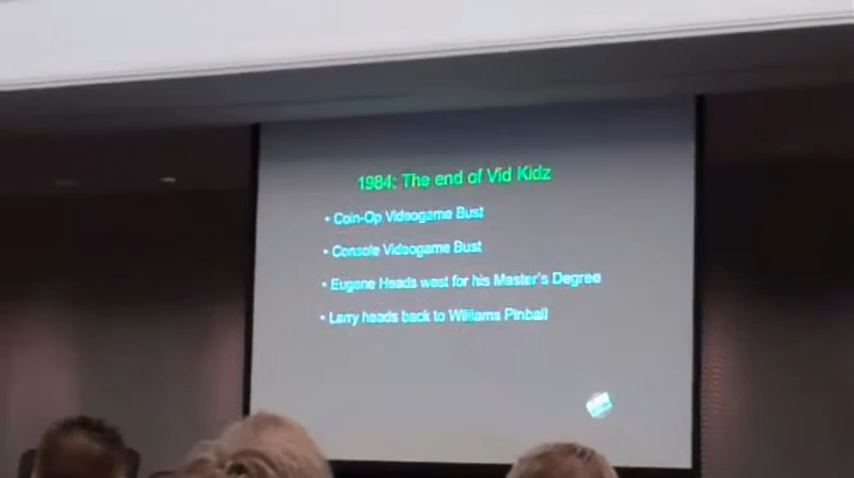 1984: The end of Vid Kidz
• Coin-Op Videogame Bust
• Console Videogame Bust
• Eugene Heads west for his Master's Degree
• Larry heads back to Williams Pinball